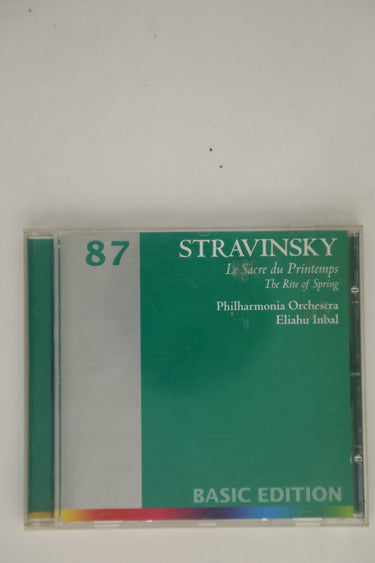 87
STRAVINSKY
Le Sacre du Printemps
The Rite of Spring
Philharmonia Orchestra
Eliahu Inbal
BASIC EDITION